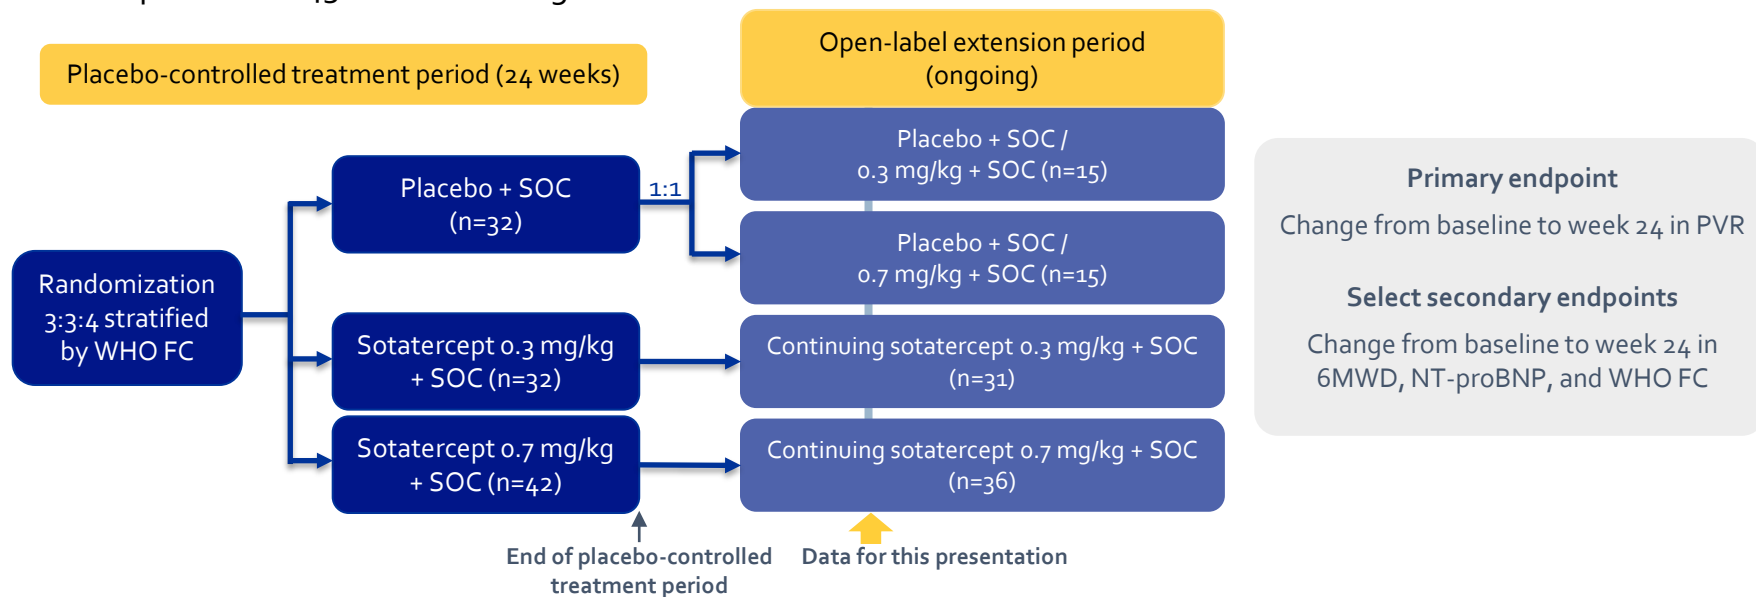 Placebo-controlled treatment period (24 weeks)
Open-label extension period
(ongoing)
Randomization
3:3:4 stratified
by WHO FC
Placebo + SOC
(n=32)
1:1
Sotatercept 0.3 mg/kg
+ SOC (n=32)
Sotatercept 0.7 mg/kg
+ SOC (n=42)
Placebo + SOC /
0.3 mg/kg + SOC (n=15)
Placebo + SOC /
0.7 mg/kg + SOC (n=15)
Continuing sotatercept 0.3 mg/kg + SOC
(n=31)
Continuing sotatercept 0.7 mg/kg + SOC
(n=36)
End of placebo-controlled
treatment period
Data for this presentation
Primary endpoint
Change from baseline to week 24 in PVR
Select secondary endpoints
Change from baseline to week 24 in
6MWD, NT-proBNP, and WHO FC